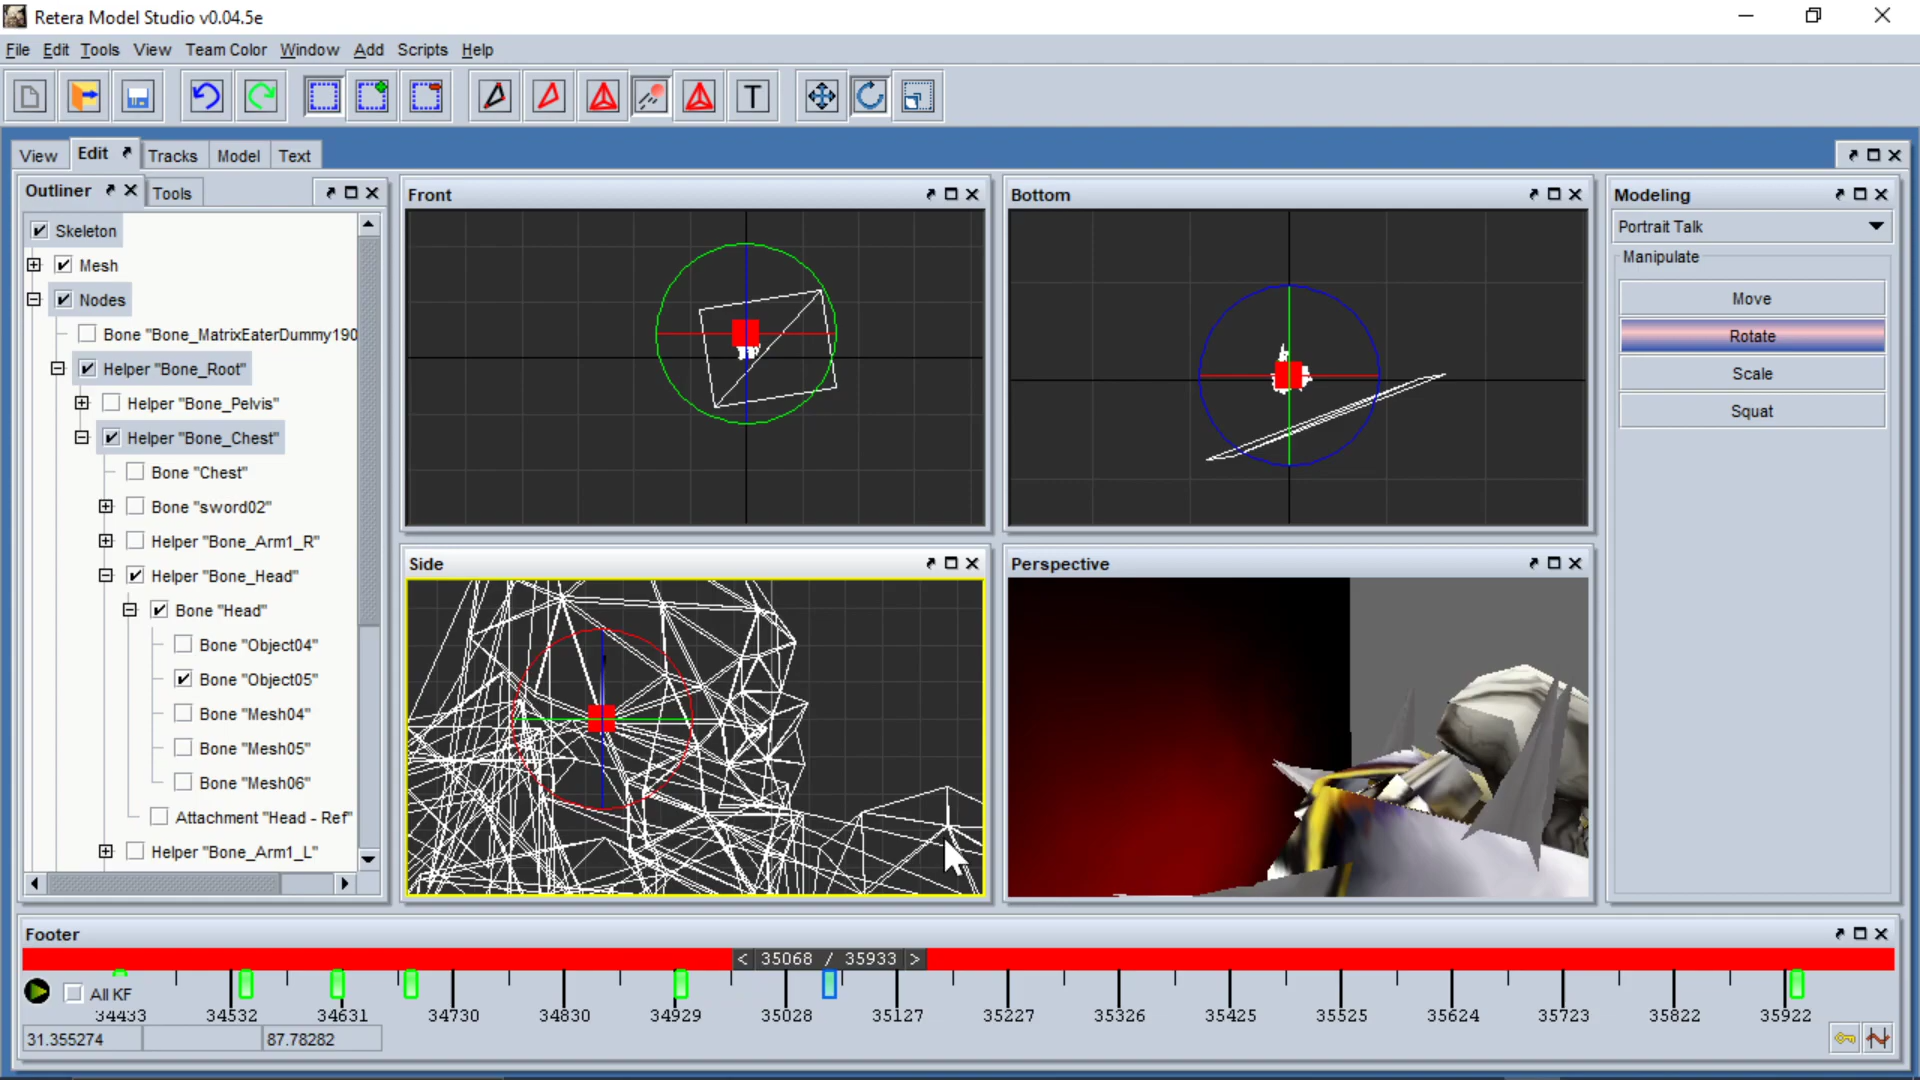 Retera Model Studio v0.04.5e
File Edit Tools View Team Color Window Add Scripts Help
T
View Edit Tracks Model Text
Outliner Tools
Skeleton
Mesh
Nodes
Bone "Bone_MatrixEaterDummy190
Helper "Bone_Root"
Helper "Bone_Pelvis"
Helper "Bone_Chest"
Bone "Chest"
Bone "sword02"
Helper "Bone_Arm1_R"
Helper "Bone_Head"
Bone "Head"
Bone "Object04"
Bone "Object05"
Bone "Mesh04"
Bone "Mesh05"
Bone "Mesh06"
Attachment "Head - Ref"
Helper "Bone_Arm1_L"
Front
Bottom
Side
Perspective
Modeling
Portrait Talk
Manipulate
Move
Rotate
Scale
Squat
Footer
< 35068 / 35933 >
All KF
34433 34532 34631 34730 34830 34929 35028 35127 35227 35326 35425 35525 35624 35723 35822 35922
31.355274 87.78282